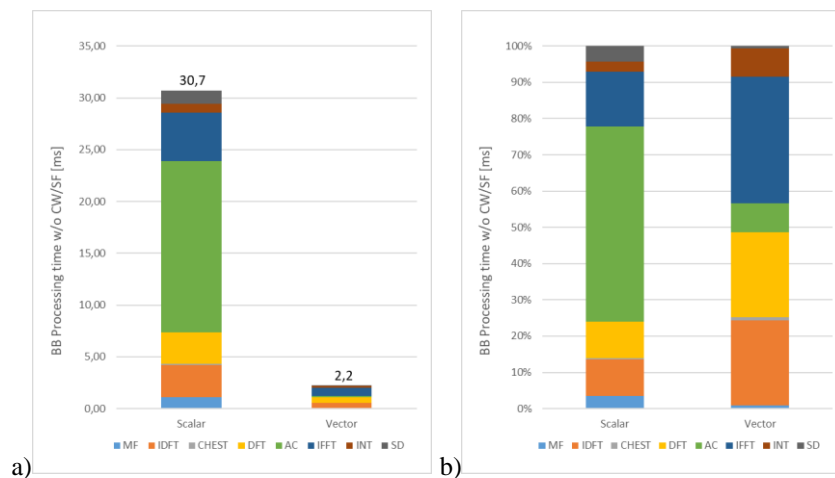 35,00
30,00
25,00
20,00
15,00
10,00
5,00
0,00
BB Processing time w/o CW/SF [ms]
30,7
2,2
Scalar
Vector
MF IDFT CHEST DFT AC IFFT INT SD
a)
100%
90%
80%
70%
60%
50%
40%
30%
20%
10%
0%
BB Processing time w/o CW/SF [ms]
Scalar
Vector
MF IDFT CHEST DFT AC IFFT INT SD
b)